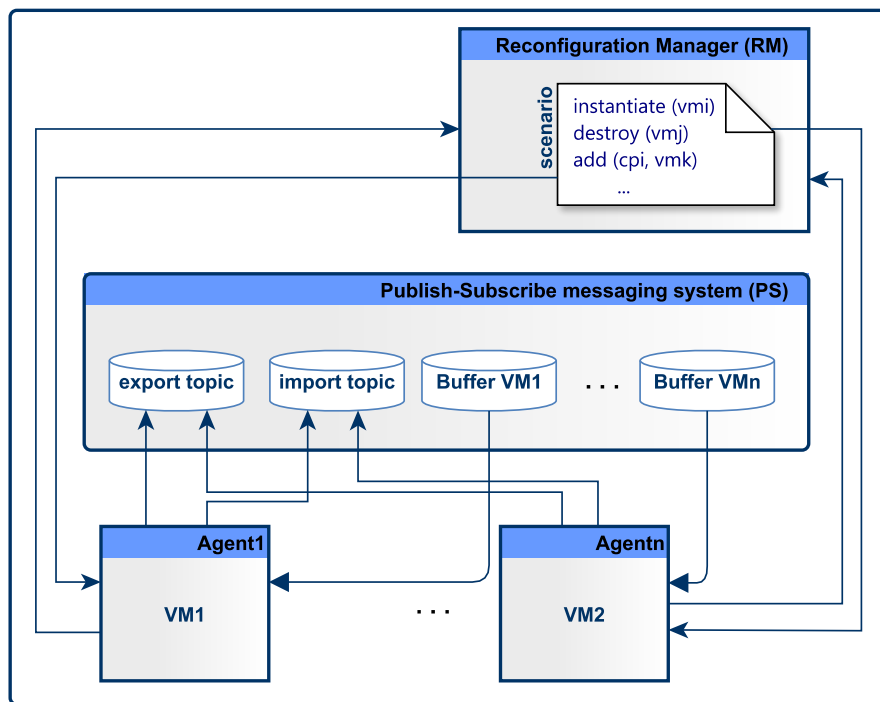 Reconfiguration Manager (RM)
scenario
instantiate (vmi)
destroy (vmj)
add (cpi, vmk)
...
Publish-Subscribe messaging system (PS)
export topic
import topic
Buffer VM1
. . .
Buffer VMn
Agent1
VM1
. . .
Agentn
VM2